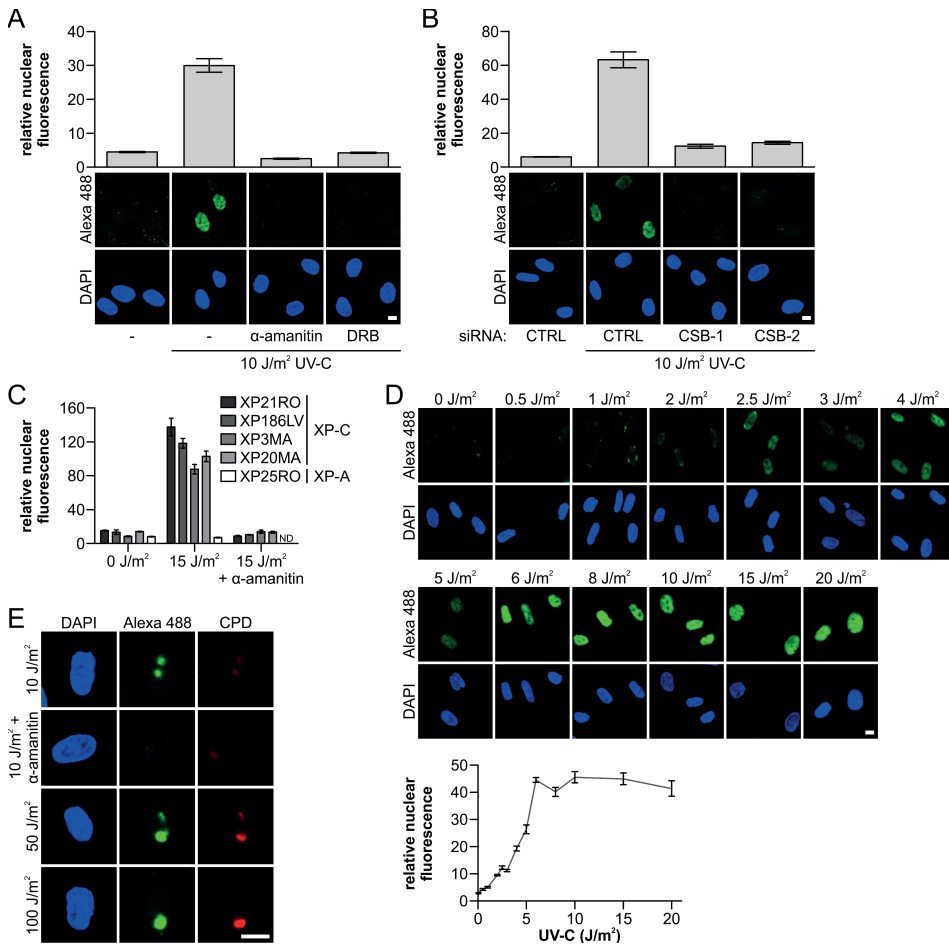 A
relative nuclear
fluorescence
40
30
20
10
0
Alexa 488
DAPI
- - α-amanitin DRB
10 J/m² UV-C
B
relative nuclear
fluorescence
80
60
40
20
0
Alexa 488
DAPI
siRNA: CTRL CTRL CSB-1 CSB-2
10 J/m² UV-C
C
relative nuclear
fluorescence
160
120
80
40
0
XP21RO
XP186LV
XP3MA
XP20MA
XP-C
XP25RO XP-A
ND
0 J/m² 15 J/m² 15 J/m²
+ α-amanitin
D
0 J/m² 0.5 J/m² 1 J/m² 2 J/m² 2.5 J/m² 3 J/m² 4 J/m²
Alexa 488
DAPI
5 J/m² 6 J/m² 8 J/m² 10 J/m² 15 J/m² 20 J/m²
Alexa 488
DAPI
relative nuclear
fluorescence
50
40
30
20
10
0
0 5 10 15 20
UV-C (J/m²)
E
DAPI Alexa 488 CPD
10 J/m²
10 J/m² +
α-amanitin
50 J/m²
100 J/m²